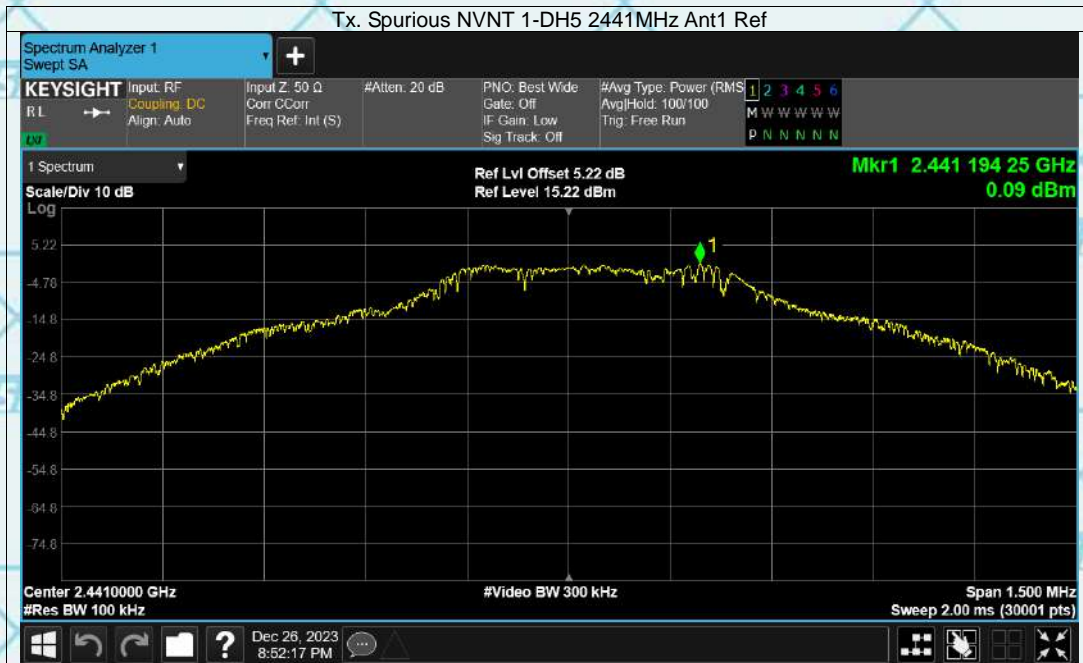 Tx. Spurious NVNT 1-DH5 2441MHz Ant1 Ref
Spectrum Analyzer 1
Swept SA
+
KEYSIGHT
R L
LXI
Input: RF
Coupling: DC
Align: Auto
Input Z: 50 Ω
Corr CCorr
Freq Ref: Int (S)
#Atten: 20 dB
PNO: Best Wide
Gate: Off
IF Gain: Low
Sig Track: Off
#Avg Type: Power (RMS
Avg|Hold: 100/100
Trig: Free Run
1 2 3 4 5 6
M W W W W W
P N N N N N
1 Spectrum
Scale/Div 10 dB
Ref Lvl Offset 5.22 dB
Ref Level 15.22 dBm
Mkr1 2.441 194 25 GHz
0.09 dBm
Log
1
5.22
-4.78
-14.8
-24.8
-34.8
-44.8
-54.8
-64.8
-74.8
Center 2.4410000 GHz
#Video BW 300 kHz
Span 1.500 MHz
#Res BW 100 kHz
Sweep 2.00 ms (30001 pts)
?
Dec 26, 2023
8:52:17 PM